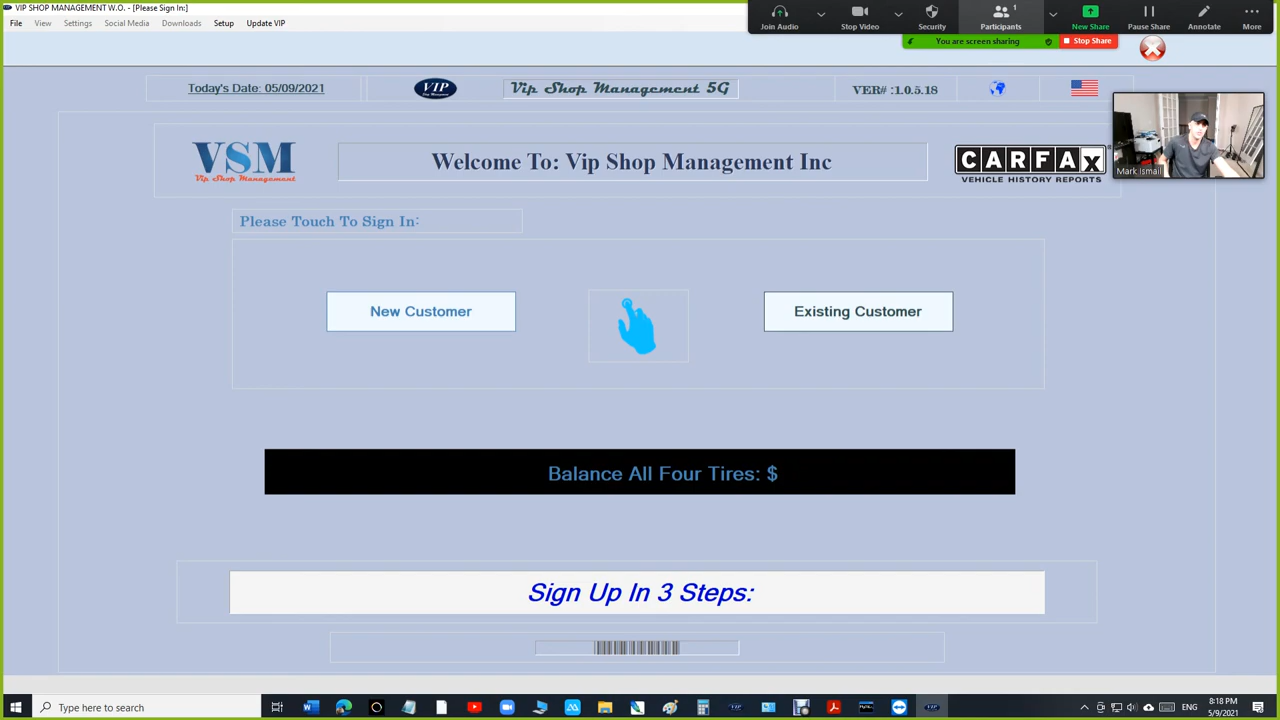 VIP SHOP MANAGEMENT W.O. - [Please Sign In:]
File View Settings Social Media Downloads Setup Update VIP
Join Audio Stop Video Security Participants 1 New Share Pause Share Annotate More
You are screen sharing Stop Share
Today's Date: 05/09/2021 VIP Vip Shop Management 5G VER# :1.0.5.18
VSM
Vip Shop Management
Welcome To: Vip Shop Management Inc
CARFAX
VEHICLE HISTORY REPORTS
Mark Ismail
Please Touch To Sign In:
New Customer Existing Customer
Balance All Four Tires: $
Sign Up In 3 Steps:
Type here to search
ENG
8:18 PM
5/9/2021